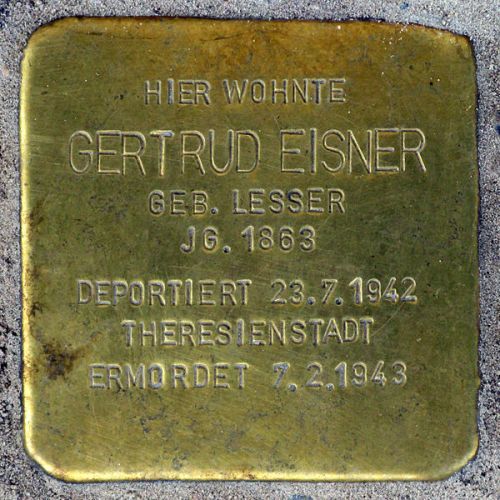 HIER WOHNTE
GERTRUD EISNER
GEB. LESSER
JG. 1863
DEPORTIERT 23.7.1942
THERESIENSTADT
ERMORDET 7.2.1943